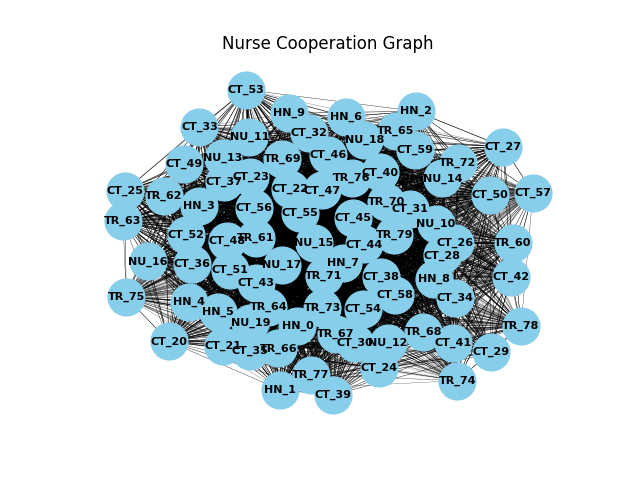 Nurse Cooperation Graph
CT_53
HN_9
HN_2
HN_6
CT_33
CT_32
TR_65
NU_11
NU_18
CT_27
CT_59
CT_46
NU_13
TR_69
TR_72
CT_49
CT_40
CT_23
TR_76
NU_14
CT_37
CT_22
CT_47
CT_25
CT_57
TR_62
CT_50
TR_70
HN_3
CT_56
CT_31
CT_55
CT_45
TR_63
NU_10
CT_52
TR_79
TR_61
NU_15
CT_26
TR_60
CT_44
CT_28
NU_16
HN_7
CT_36
NU_17
CT_51
TR_71
CT_38
HN_8
CT_42
CT_43
CT_58
TR_75
CT_34
HN_4
TR_64
TR_73
CT_54
HN_5
NU_19
HN_0
TR_78
TR_67
TR_68
CT_20
CT_21
TR_66
CT_30
NU_12
CT_41
CT_29
CT_24
TR_77
TR_74
HN_1
CT_39